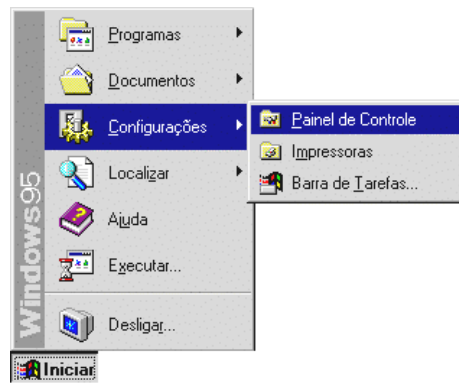 Programas
Documentos
Configurações
Localizar
Ajuda
Executar...
Desligar...
Painel de Controle
Impressoras
Barra de Tarefas...
Windows95
Iniciar